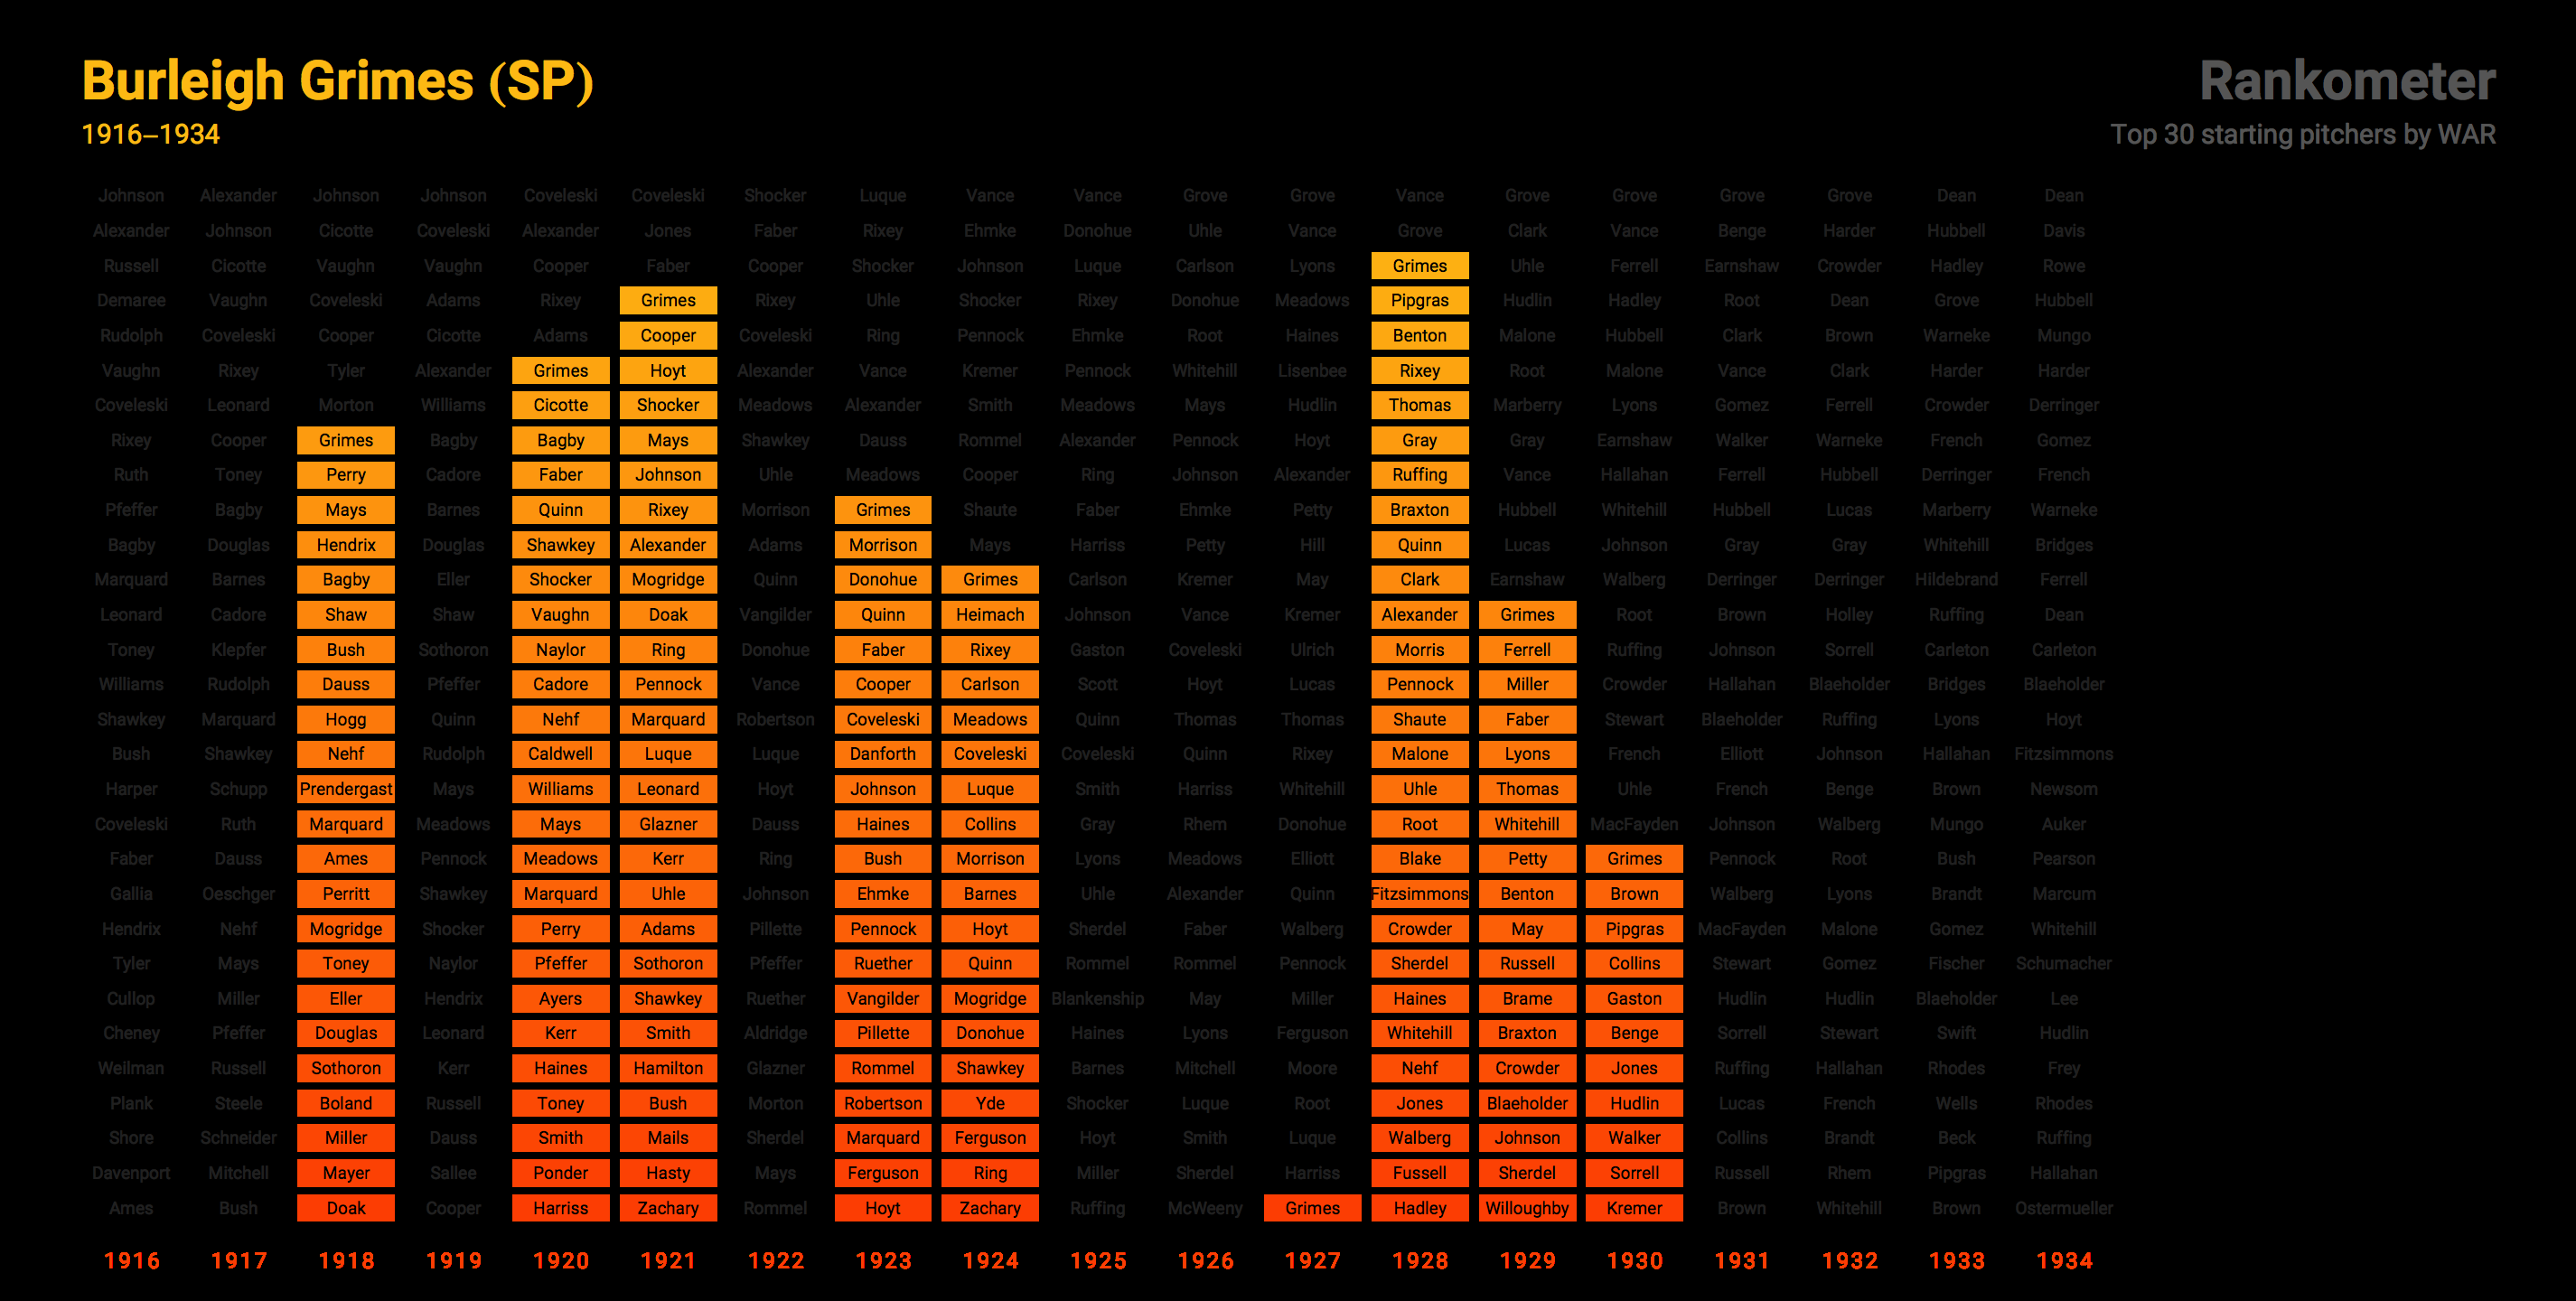 Burleigh Grimes (SP)
Rankometer
1916–1934
Top 30 starting pitchers by WAR
Johnson Alexander Johnson Johnson Coveleski Coveleski Shocker Luque Vance Vance Grove Grove Vance Grove Grove Grove Grove Dean Dean
Alexander Johnson Cicotte Coveleski Alexander Jones Faber Rixey Ehmke Donohue Uhle Vance Grove Clark Vance Benge Harder Hubbell Davis
Russell Cicotte Vaughn Vaughn Cooper Faber Cooper Shocker Johnson Luque Carlson Lyons Grimes Uhle Ferrell Earnshaw Crowder Hadley Rowe
Demaree Vaughn Coveleski Adams Rixey Grimes Rixey Uhle Shocker Rixey Donohue Meadows Pipgras Hudlin Hadley Root Dean Grove Hubbell
Rudolph Coveleski Cooper Cicotte Adams Cooper Coveleski Ring Pennock Ehmke Root Haines Benton Malone Hubbell Clark Brown Warneke Mungo
Vaughn Rixey Tyler Alexander Grimes Hoyt Alexander Vance Kremer Pennock Whitehill Lisenbee Rixey Root Malone Vance Clark Harder Harder
Coveleski Leonard Morton Williams Cicotte Shocker Meadows Alexander Smith Meadows Mays Hudlin Thomas Marberry Lyons Gomez Ferrell Crowder Derringer
Rixey Cooper Grimes Bagby Bagby Mays Shawkey Dauss Rommel Alexander Pennock Hoyt Gray Gray Earnshaw Walker Warneke French Gomez
Ruth Toney Perry Cadore Faber Johnson Uhle Meadows Cooper Ring Johnson Alexander Ruffing Vance Hallahan Ferrell Hubbell Derringer French
Pfeffer Bagby Mays Barnes Quinn Rixey Morrison Grimes Shaute Faber Ehmke Petty Braxton Hubbell Whitehill Hubbell Lucas Marberry Warneke
Bagby Douglas Hendrix Douglas Shawkey Alexander Adams Morrison Mays Harriss Petty Hill Quinn Lucas Johnson Gray Gray Whitehill Bridges
Marquard Barnes Bagby Eller Shocker Mogridge Quinn Donohue Grimes Carlson Kremer May Clark Earnshaw Walberg Derringer Derringer Hildebrand Ferrell
Leonard Cadore Shaw Shaw Vaughn Doak Vangilder Quinn Heimach Johnson Vance Kremer Alexander Grimes Root Brown Holley Ruffing Dean
Toney Klepfer Bush Sothoron Naylor Ring Donohue Faber Rixey Gaston Coveleski Ulrich Morris Ferrell Ruffing Johnson Sorrell Carleton Carleton
Williams Rudolph Dauss Pfeffer Cadore Pennock Vance Cooper Carlson Scott Hoyt Lucas Pennock Miller Crowder Hallahan Blaeholder Bridges Blaeholder
Shawkey Marquard Hogg Quinn Nehf Marquard Robertson Coveleski Meadows Quinn Thomas Thomas Shaute Faber Stewart Blaeholder Ruffing Lyons Hoyt
Bush Shawkey Nehf Rudolph Caldwell Luque Luque Danforth Coveleski Coveleski Quinn Rixey Malone Lyons French Elliott Johnson Hallahan Fitzsimmons
Harper Schupp Prendergast Mays Williams Leonard Hoyt Johnson Luque Smith Harriss Whitehill Uhle Thomas Uhle French Benge Brown Newsom
Coveleski Ruth Marquard Meadows Mays Glazner Dauss Haines Collins Gray Rhem Donohue Root Whitehill MacFayden Johnson Walberg Mungo Auker
Faber Dauss Ames Pennock Meadows Kerr Ring Bush Morrison Lyons Meadows Elliott Blake Petty Grimes Pennock Root Bush Pearson
Gallia Oeschger Perritt Shawkey Marquard Uhle Johnson Ehmke Barnes Uhle Alexander Quinn Fitzsimmons Benton Brown Walberg Lyons Brandt Marcum
Hendrix Nehf Mogridge Shocker Perry Adams Pillette Pennock Hoyt Sherdel Faber Walberg Crowder May Pipgras MacFayden Malone Gomez Whitehill
Tyler Mays Toney Naylor Pfeffer Sothoron Pfeffer Ruether Quinn Rommel Rommel Pennock Sherdel Russell Collins Stewart Gomez Fischer Schumacher
Cullop Miller Eller Hendrix Ayers Shawkey Ruether Vangilder Mogridge Blankenship May Miller Haines Brame Gaston Hudlin Hudlin Blaeholder Lee
Cheney Pfeffer Douglas Leonard Kerr Smith Aldridge Pillette Donohue Haines Lyons Ferguson Whitehill Braxton Benge Sorrell Stewart Swift Hudlin
Weilman Russell Sothoron Kerr Haines Hamilton Glazner Rommel Shawkey Barnes Mitchell Moore Nehf Crowder Jones Ruffing Hallahan Rhodes Frey
Plank Steele Boland Russell Toney Bush Morton Robertson Yde Shocker Luque Root Jones Blaeholder Hudlin Lucas French Wells Rhodes
Shore Schneider Miller Dauss Smith Mails Sherdel Marquard Ferguson Hoyt Smith Luque Walberg Johnson Walker Collins Brandt Beck Ruffing
Davenport Mitchell Mayer Sallee Ponder Hasty Mays Ferguson Ring Miller Sherdel Harriss Fussell Sherdel Sorrell Russell Rhem Pipgras Hallahan
Ames Bush Doak Cooper Harriss Zachary Rommel Hoyt Zachary Ruffing McWeeny Grimes Hadley Willoughby Kremer Brown Whitehill Brown Ostermueller
1916 1917 1918 1919 1920 1921 1922 1923 1924 1925 1926 1927 1928 1929 1930 1931 1932 1933 1934